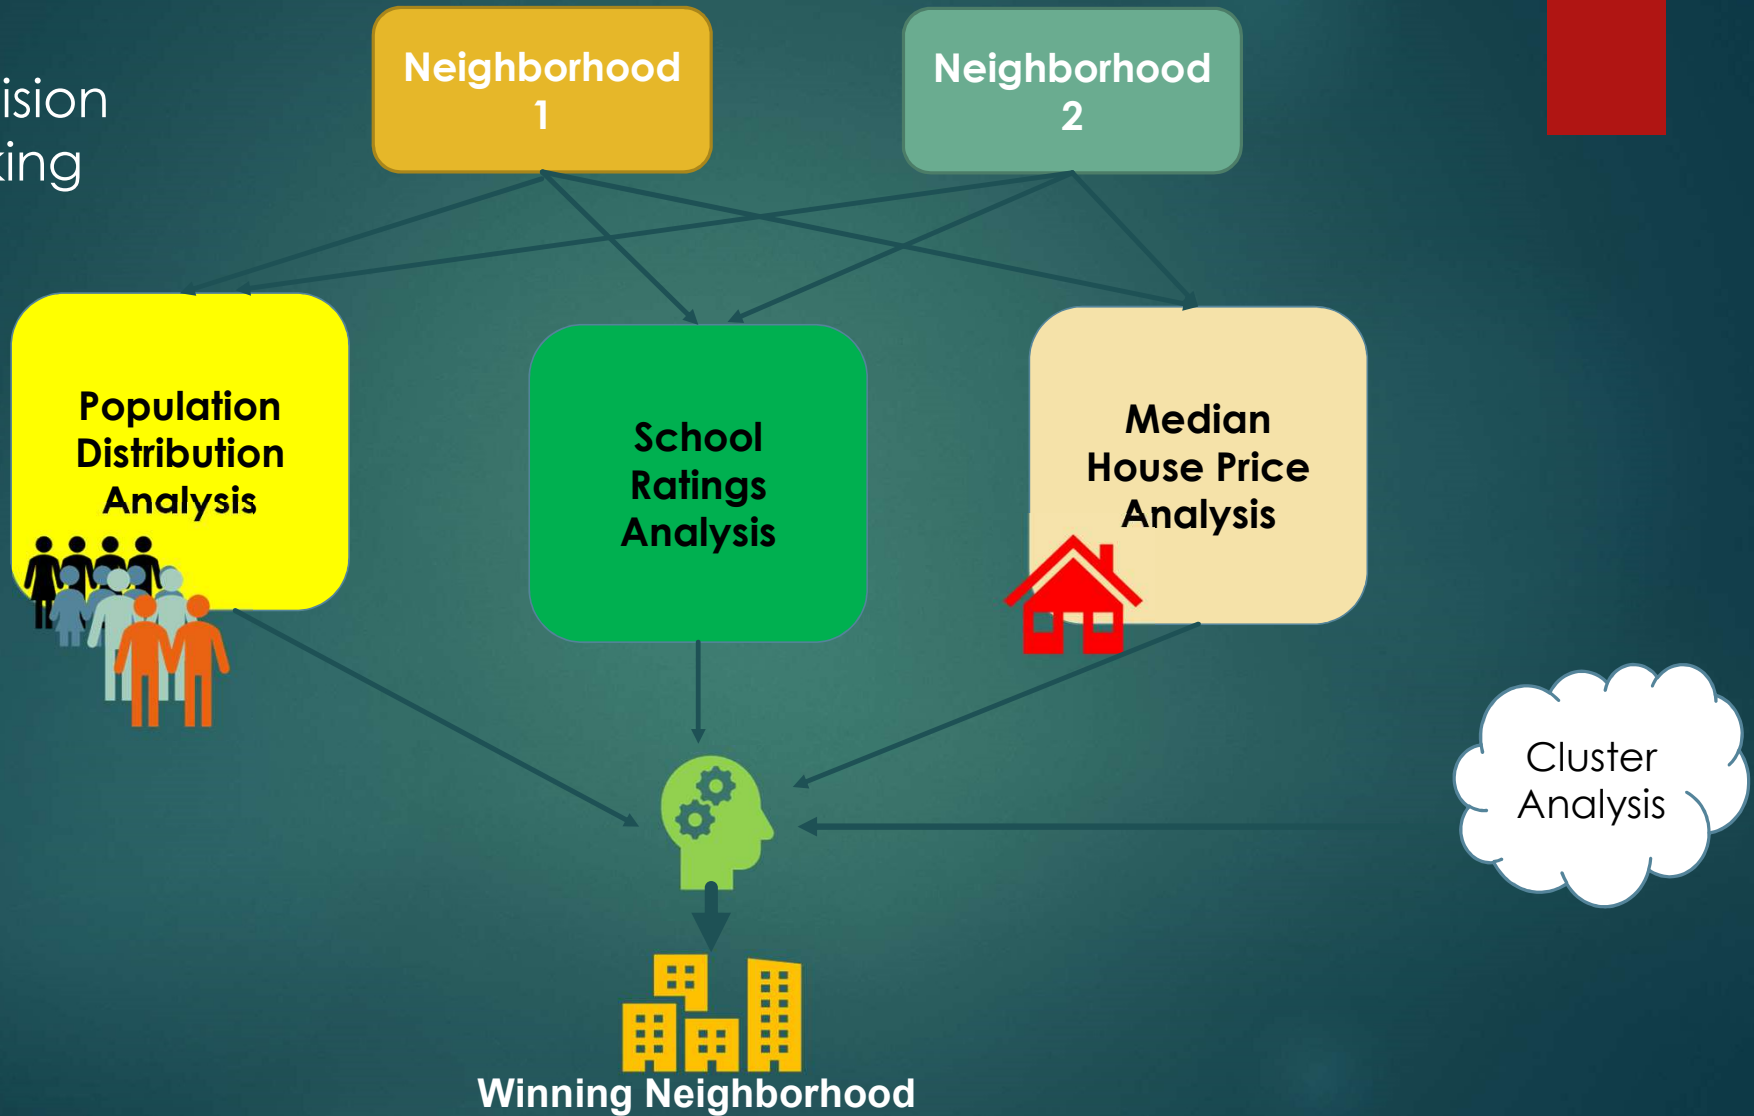 ision
king
Neighborhood
1
Neighborhood
2
Population
Distribution
Analysis
School
Ratings
Analysis
Median
House Price
Analysis
Cluster
Analysis
Winning Neighborhood